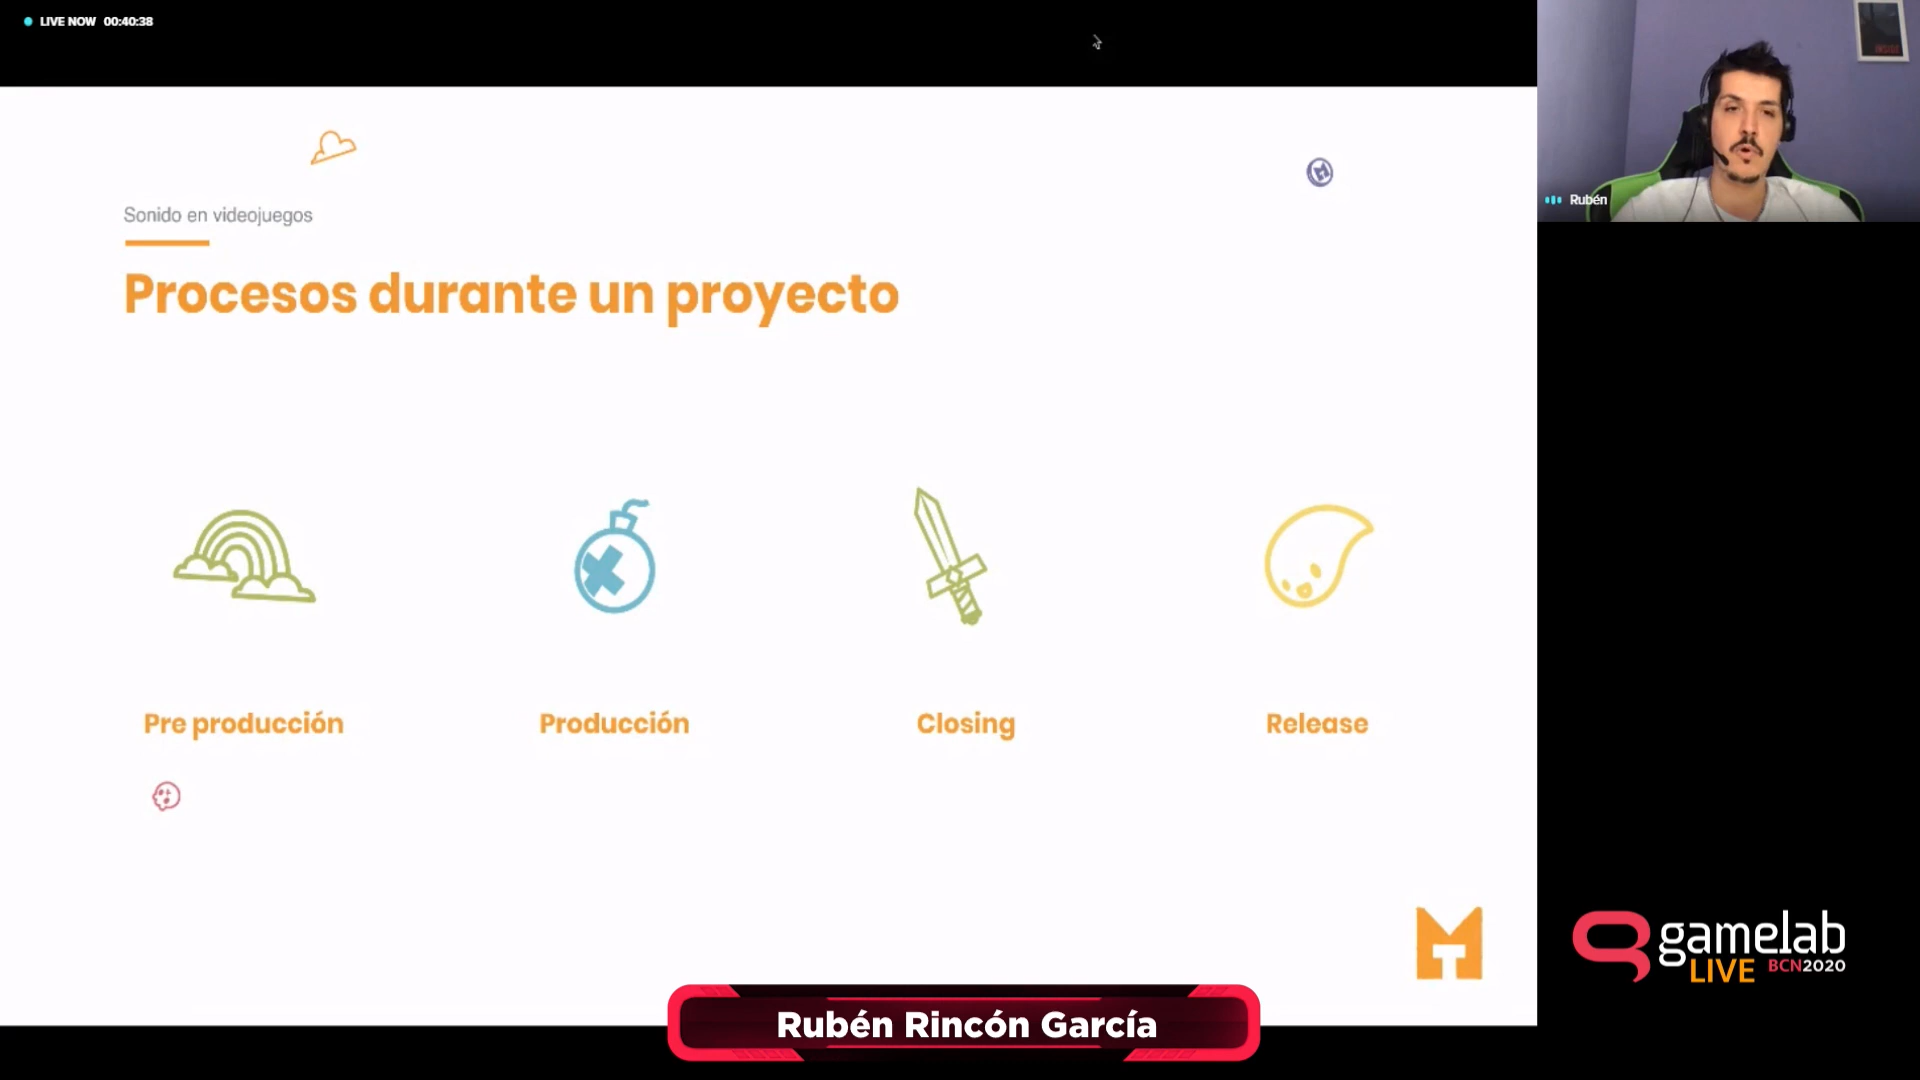 LIVE NOW 00:40:38
INSIDE
Rubén
Sonido en videojuegos
Procesos durante un proyecto
Pre producción
Producción
Closing
Release
gamelab
LIVE BCN2020
Rubén Rincón García